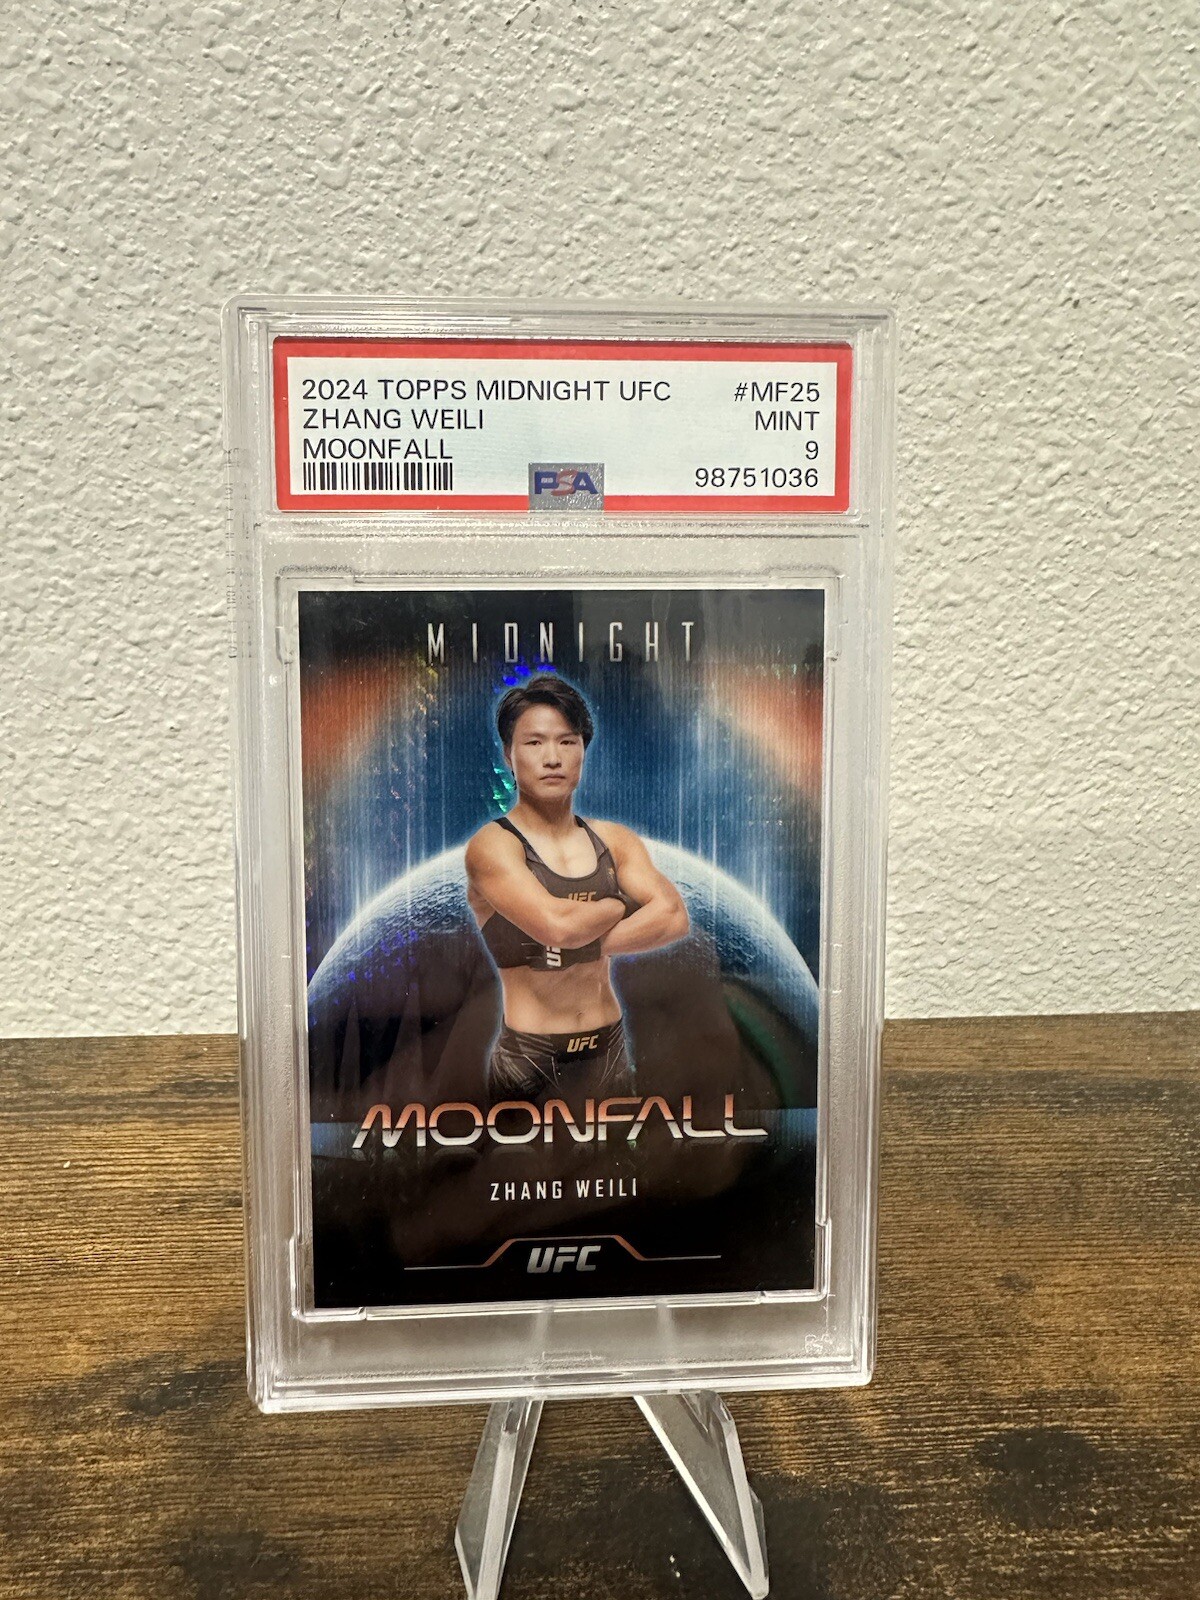 2024 TOPPS MIDNIGHT UFC #MF25
ZHANG WEILI MINT
MOONFALL 9
PSA 98751036
MIDNIGHT
UFC
UFC
MOONFALL
ZHANG WEILI
UFC